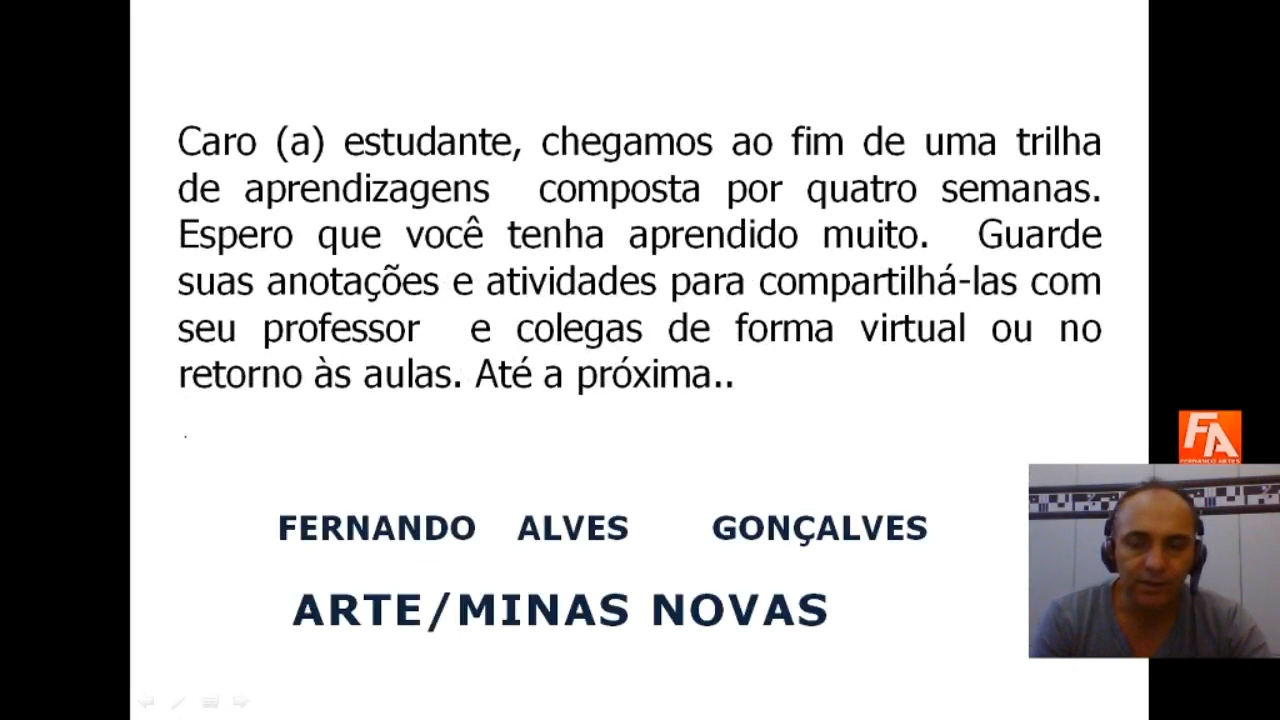 Caro (a) estudante, chegamos ao fim de uma trilha
de aprendizagens composta por quatro semanas.
Espero que você tenha aprendido muito. Guarde
suas anotações e atividades para compartilhá-las com
seu professor e colegas de forma virtual ou no
retorno às aulas. Até a próxima..
.
FA
FERNANDO ARTES
FERNANDO ALVES GONÇALVES
ARTE/MINAS NOVAS